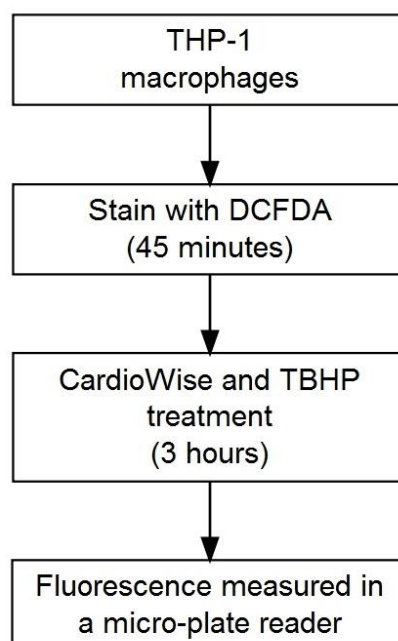 THP-1
macrophages
Stain with DCFDA
(45 minutes)
CardioWise and TBHP
treatment
(3 hours)
Fluorescence measured in
a micro-plate reader